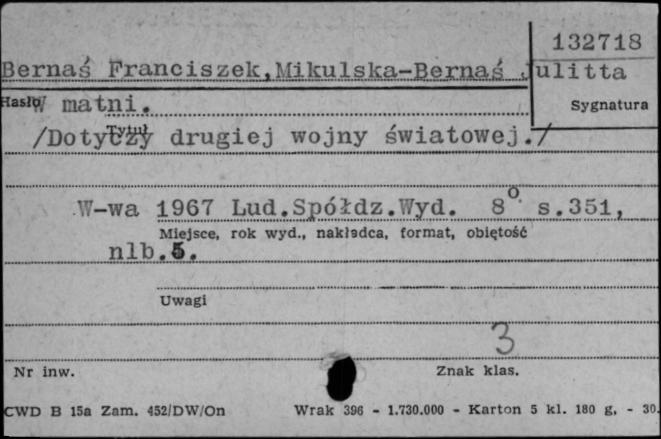 132718
Bernaś Franciszek,Mikulska-Bernaś Julitta
Hasło W matni. Sygnatura
Tytuł
/Dotyczy drugiej wojny światowej./
W-wa 1967 Lud.Spółdz.Wyd. 8° s.351,
Miejsce, rok wyd., nakładca, format, objętość
nlb.5.
Uwagi
3
Nr inw. Znak klas.
CWD B 15a Zam. 452/DW/On Wrak 396 - 1.730.000 - Karton 5 kl. 180 g. - 30.